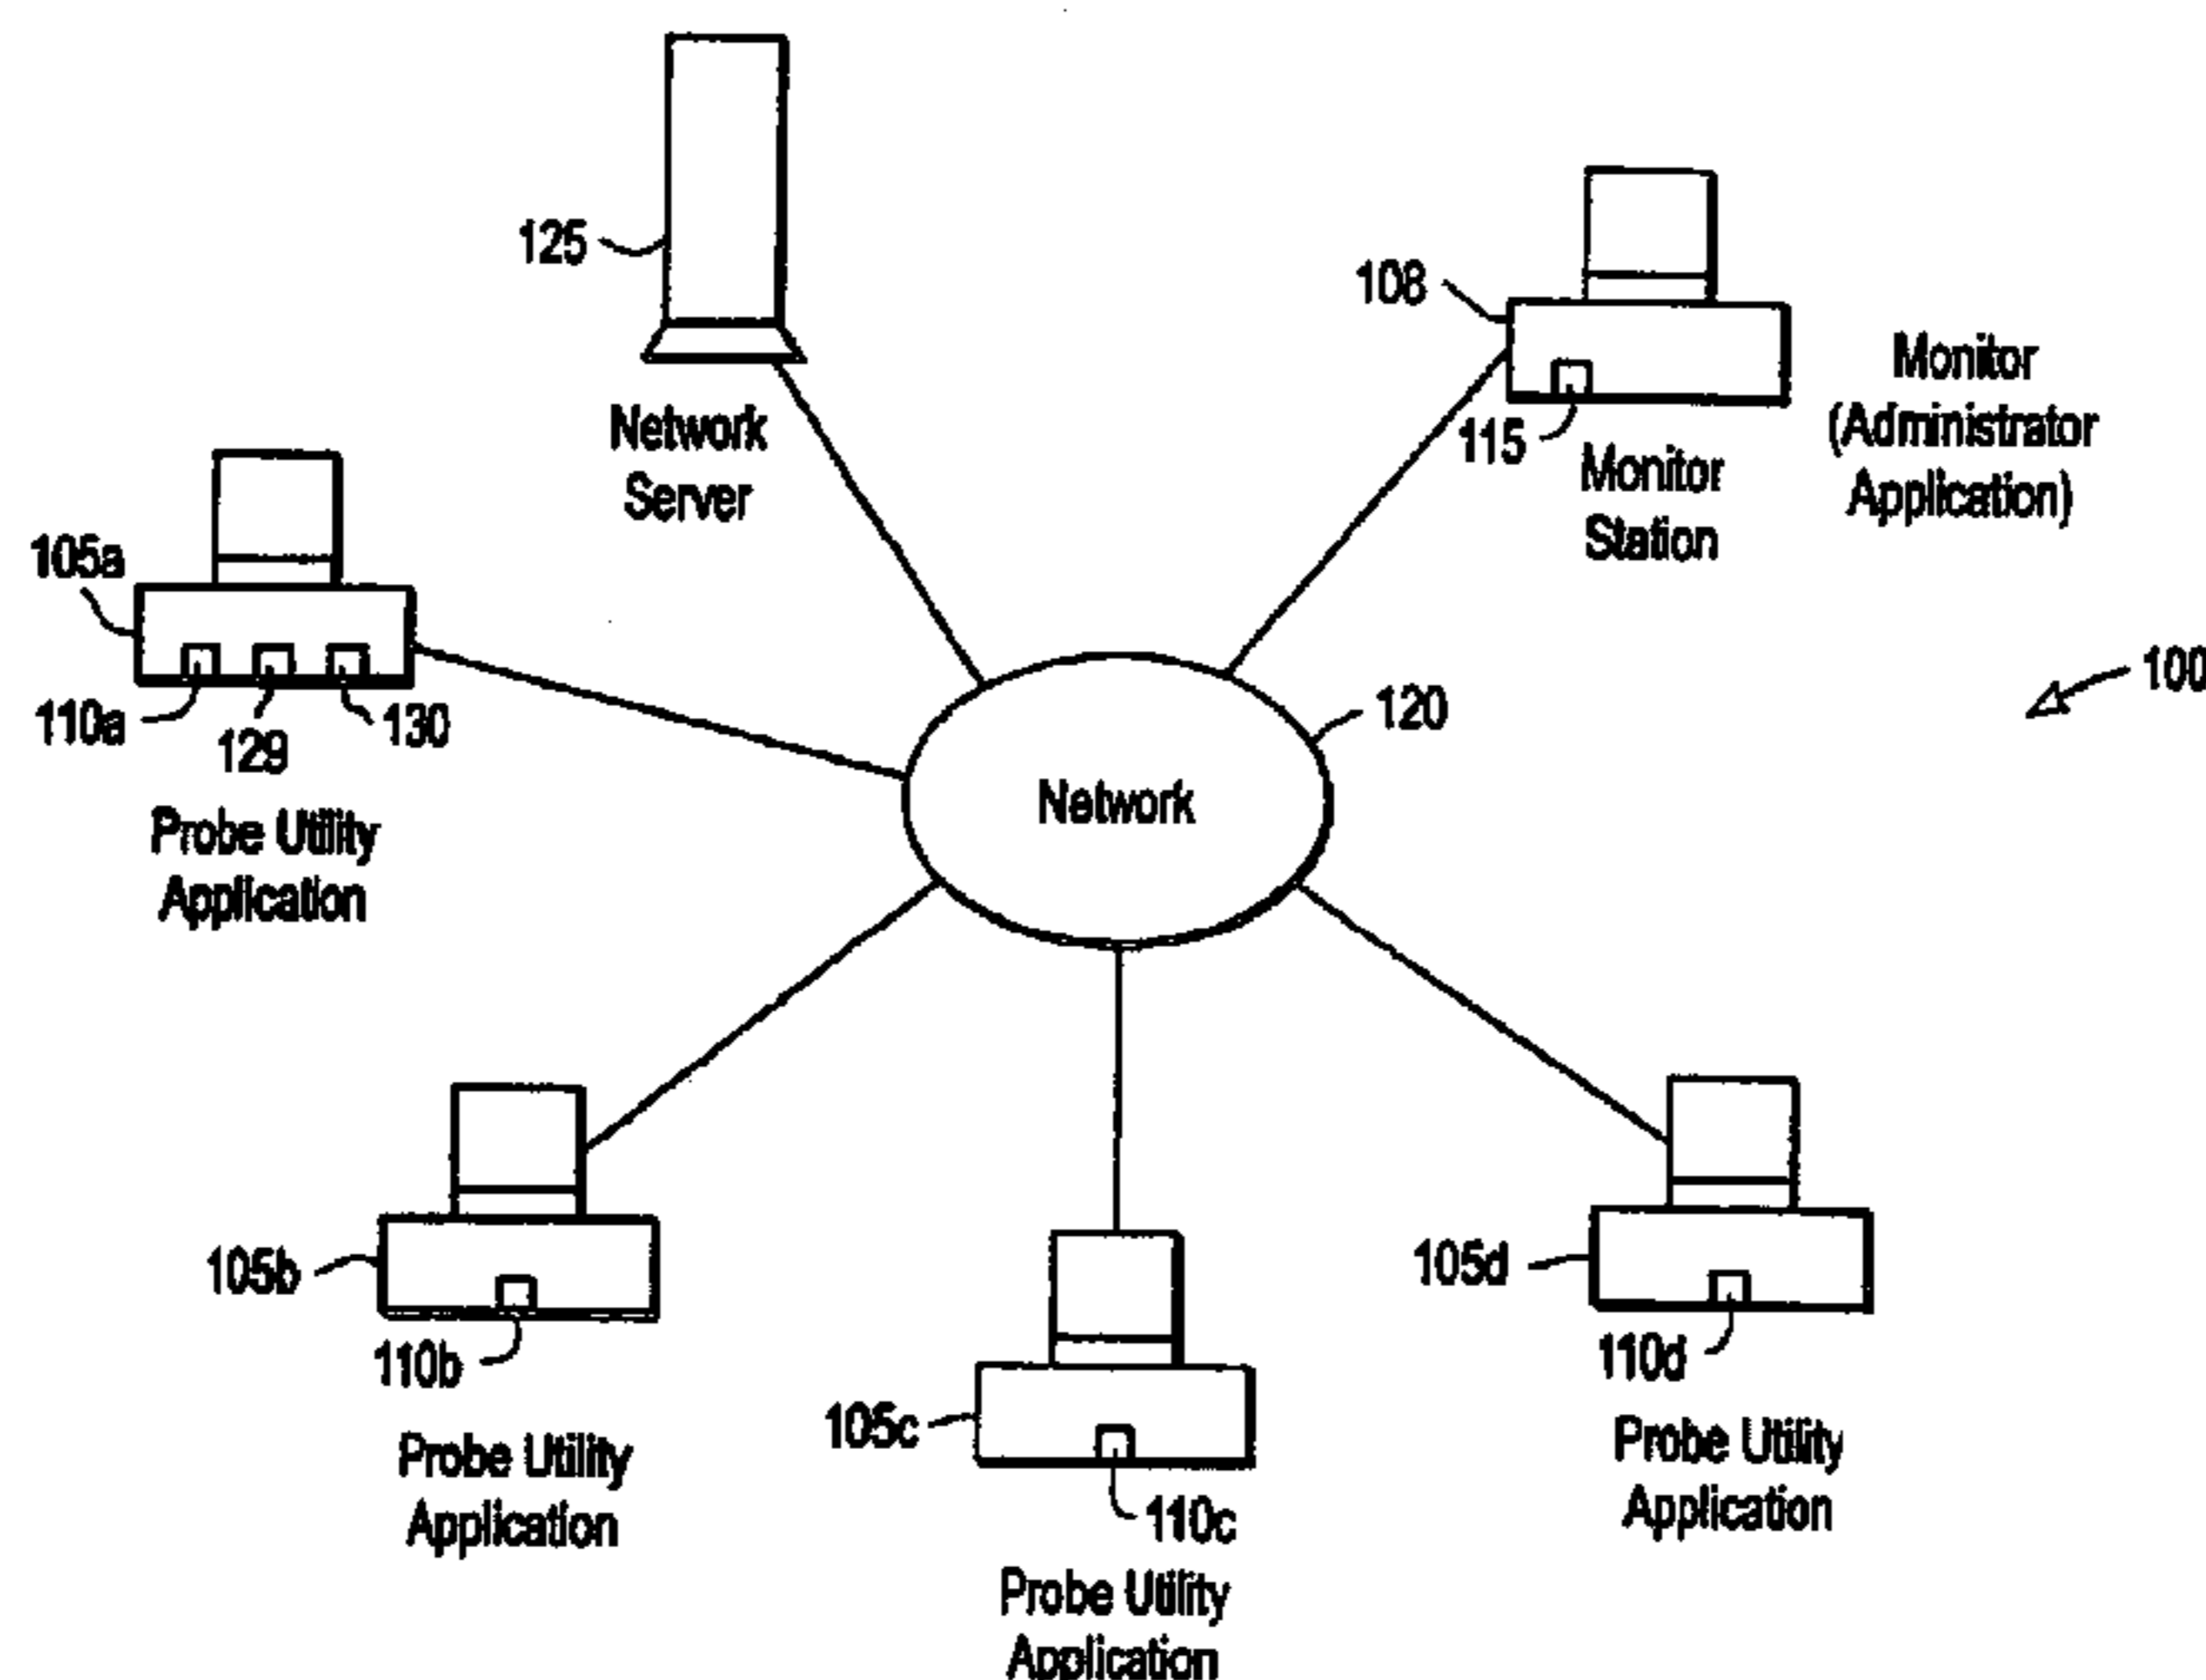 125
Network
Server
108
115
Monitor
Station
Monitor
(Administrator
Application)
100
105a
110a
129
130
Probe Utility
Application
120
Network
105b
110b
Probe Utility
Application
105c
110c
Probe Utility
Application
105d
110d
Probe Utility
Application